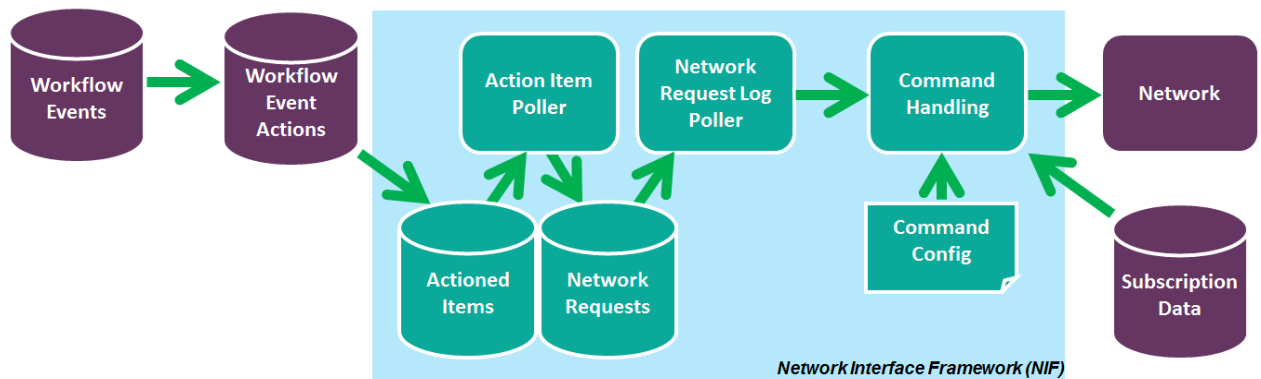 Workflow
Events
Workflow
Event
Actions
Action Item
Poller
Network
Request Log
Poller
Command
Handling
Network
Actioned
Items
Network
Requests
Command
Config
Subscription
Data
Network Interface Framework (NIF)